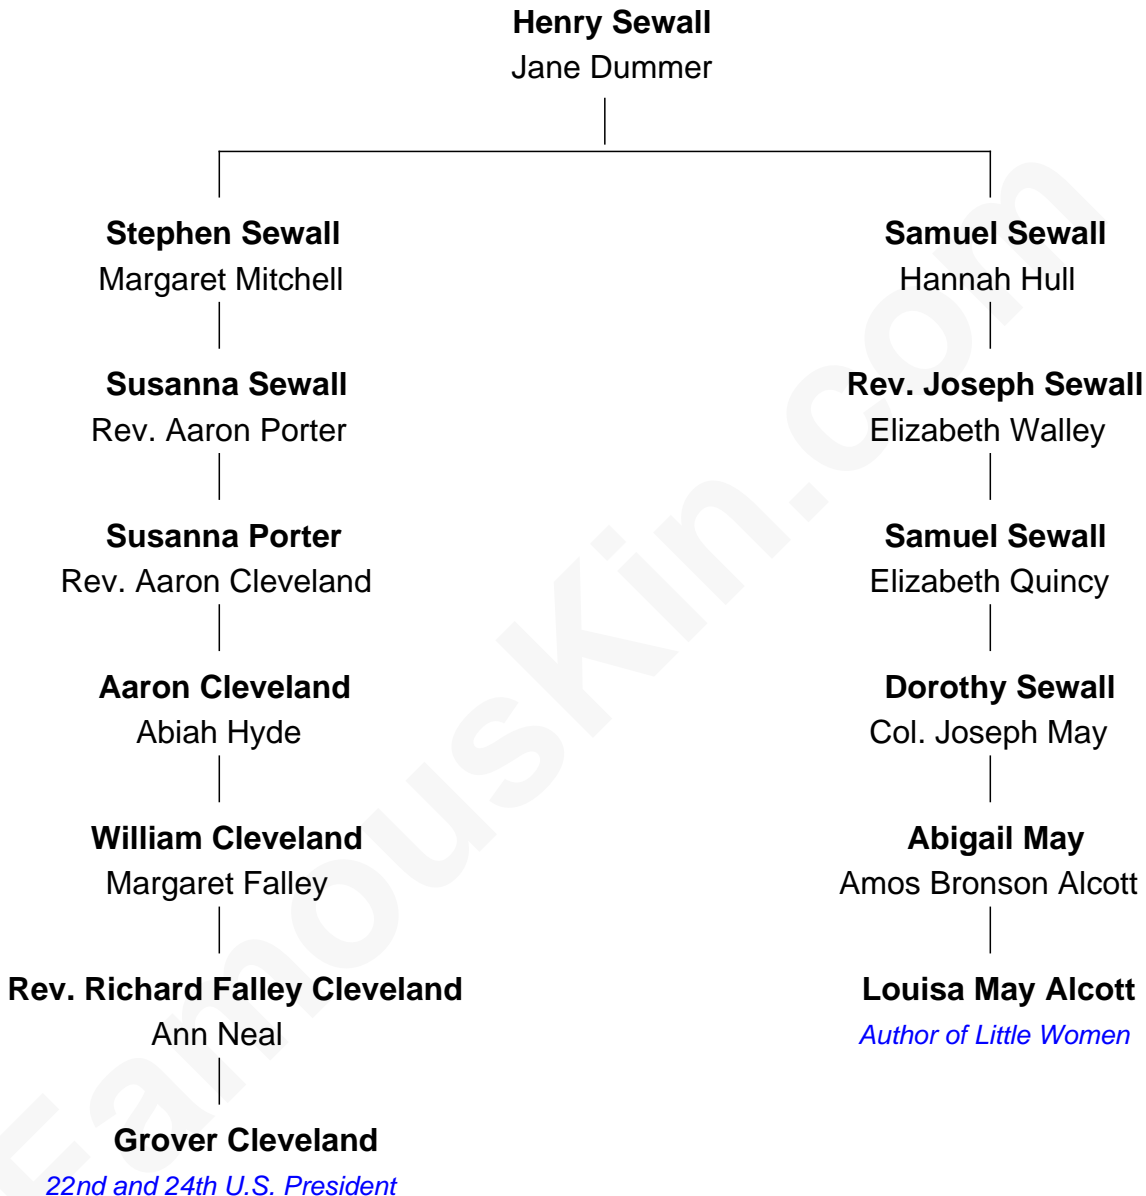 Henry Sewall
Jane Dummer
Stephen Sewall
Margaret Mitchell
Samuel Sewall
Hannah Hull
Susanna Sewall
Rev. Aaron Porter
Rev. Joseph Sewall
Elizabeth Walley
Susanna Porter
Rev. Aaron Cleveland
Samuel Sewall
Elizabeth Quincy
Aaron Cleveland
Abiah Hyde
Dorothy Sewall
Col. Joseph May
William Cleveland
Margaret Falley
Abigail May
Amos Bronson Alcott
Rev. Richard Falley Cleveland
Ann Neal
Louisa May Alcott
Author of Little Women
Grover Cleveland
22nd and 24th U.S. President
FamousKin.com